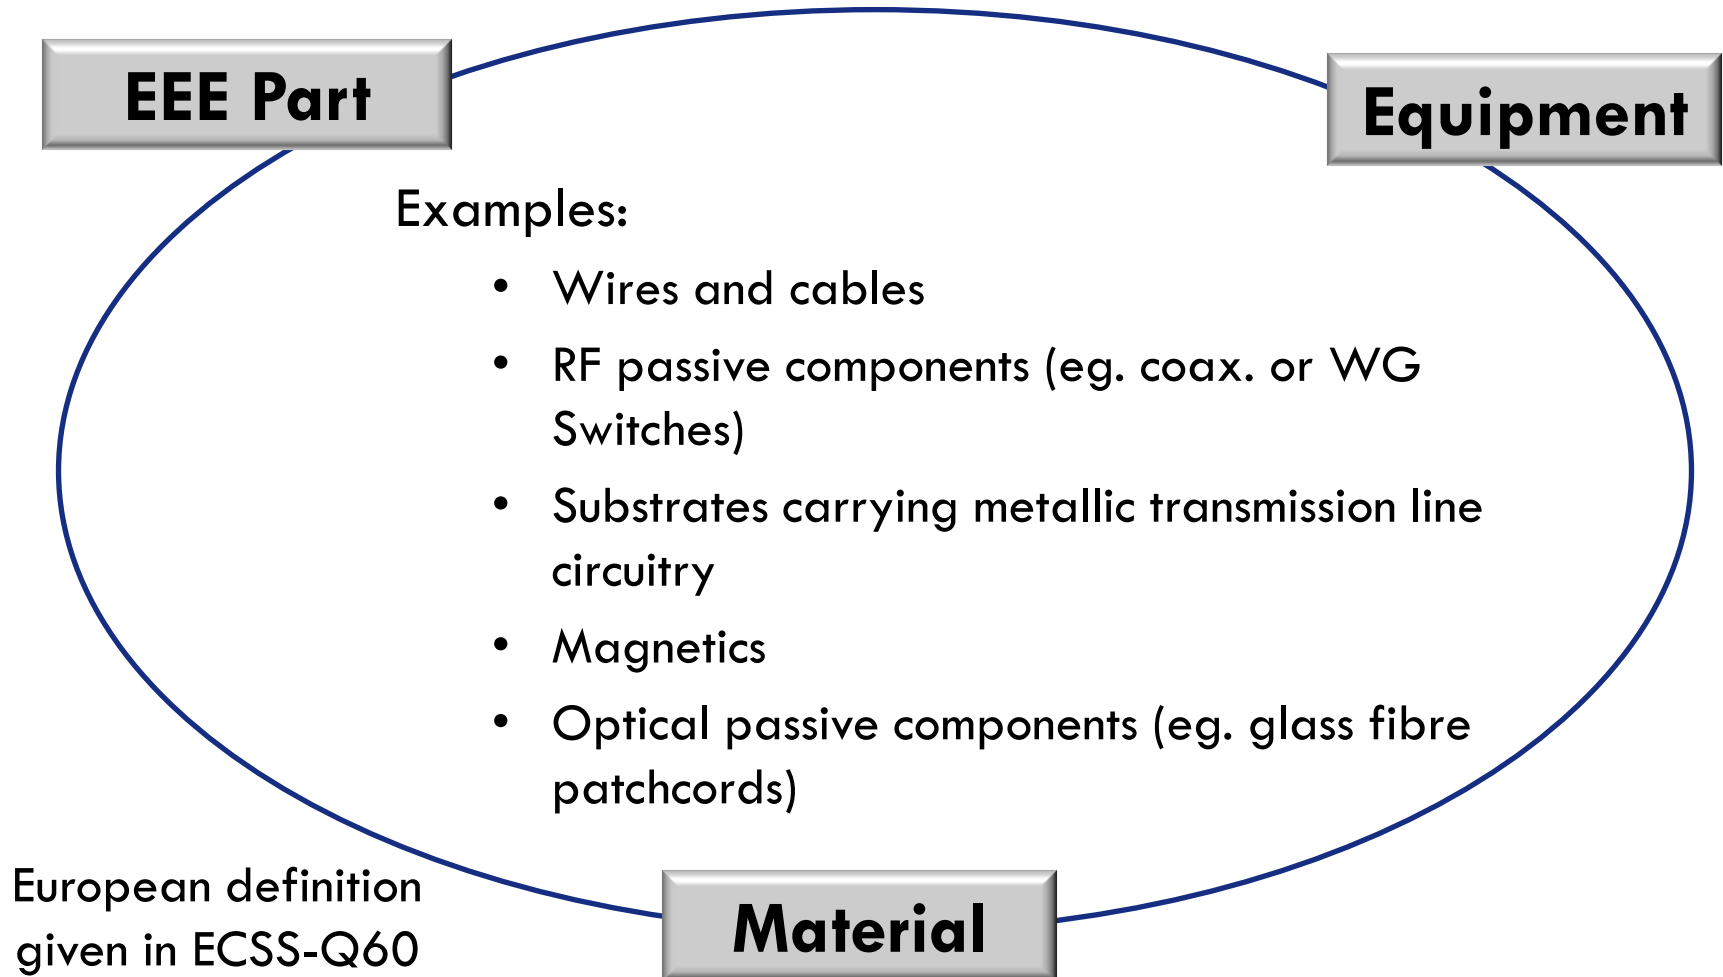 EEE Part
Equipment
Examples:
• Wires and cables
• RF passive components (eg. coax. or WG
Switches)
• Substrates carrying metallic transmission line
circuitry
• Magnetics
• Optical passive components (eg. glass fibre
patchcords)
European definition
given in ECSS-Q60
Material